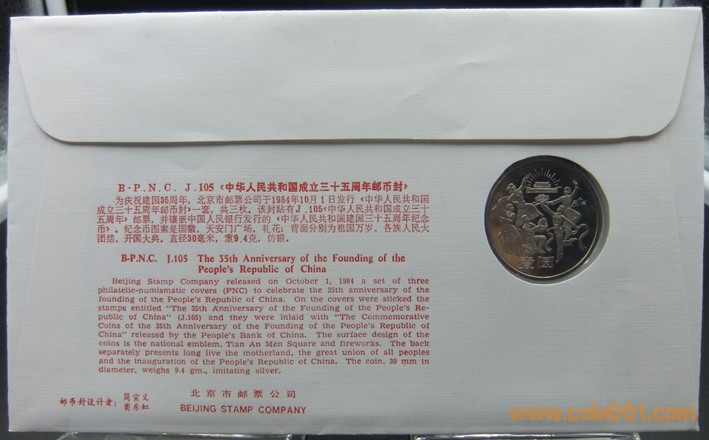 B-P.N.C. J.105 《中华人民共和国成立三十五周年邮币封》
为庆祝建国35周年，北京市邮票公司于1984年10月1日发行《中华人民共和国
成立三十五周年邮币封》一套，共三枚。该封贴有J.105《中华人民共和国成立三
十五周年》邮票，并镶嵌中国人民银行发行的《中华人民共和国建国三十五周年纪念
币》。纪念币图案是国徽，天安门广场，礼花；背面分别为祖国万岁、各族人民大
团结、开国大典，直径30毫米，重9.4克，仿银。
B-P.N.C. J.105 The 35th Anniversary of the Founding of the
People's Republic of China
Beijing Stamp Company released on October 1, 1984 a set of three
philatelic-numismatic covers (PNC) to celebrate the 35th anniversary of the
founding of the People's Republic of China. On the covers were sticked the
stamps entitled "The 35th Anniversary of the Founding of the People's Re-
public of China" (J.105) and they were inlaid with "The Commemorative
Coins of the 35th Anniversary of the Founding of the People's Republic of
China" released by the People's Bank of China. The surface design of the
coins is the national emblem, Tian An Men Square and fireworks. The back
separately presents long live the motherland, the great union of all peoples
and the inauguration of the People's Republic of China. The coin, 30 mm in
diameter, weighs 9.4 gm., imitating silver.
邮币封设计者：简宝义
窦东虹
北京市邮票公司
BEIJING STAMP COMPANY
壹圆
www.coin001.com